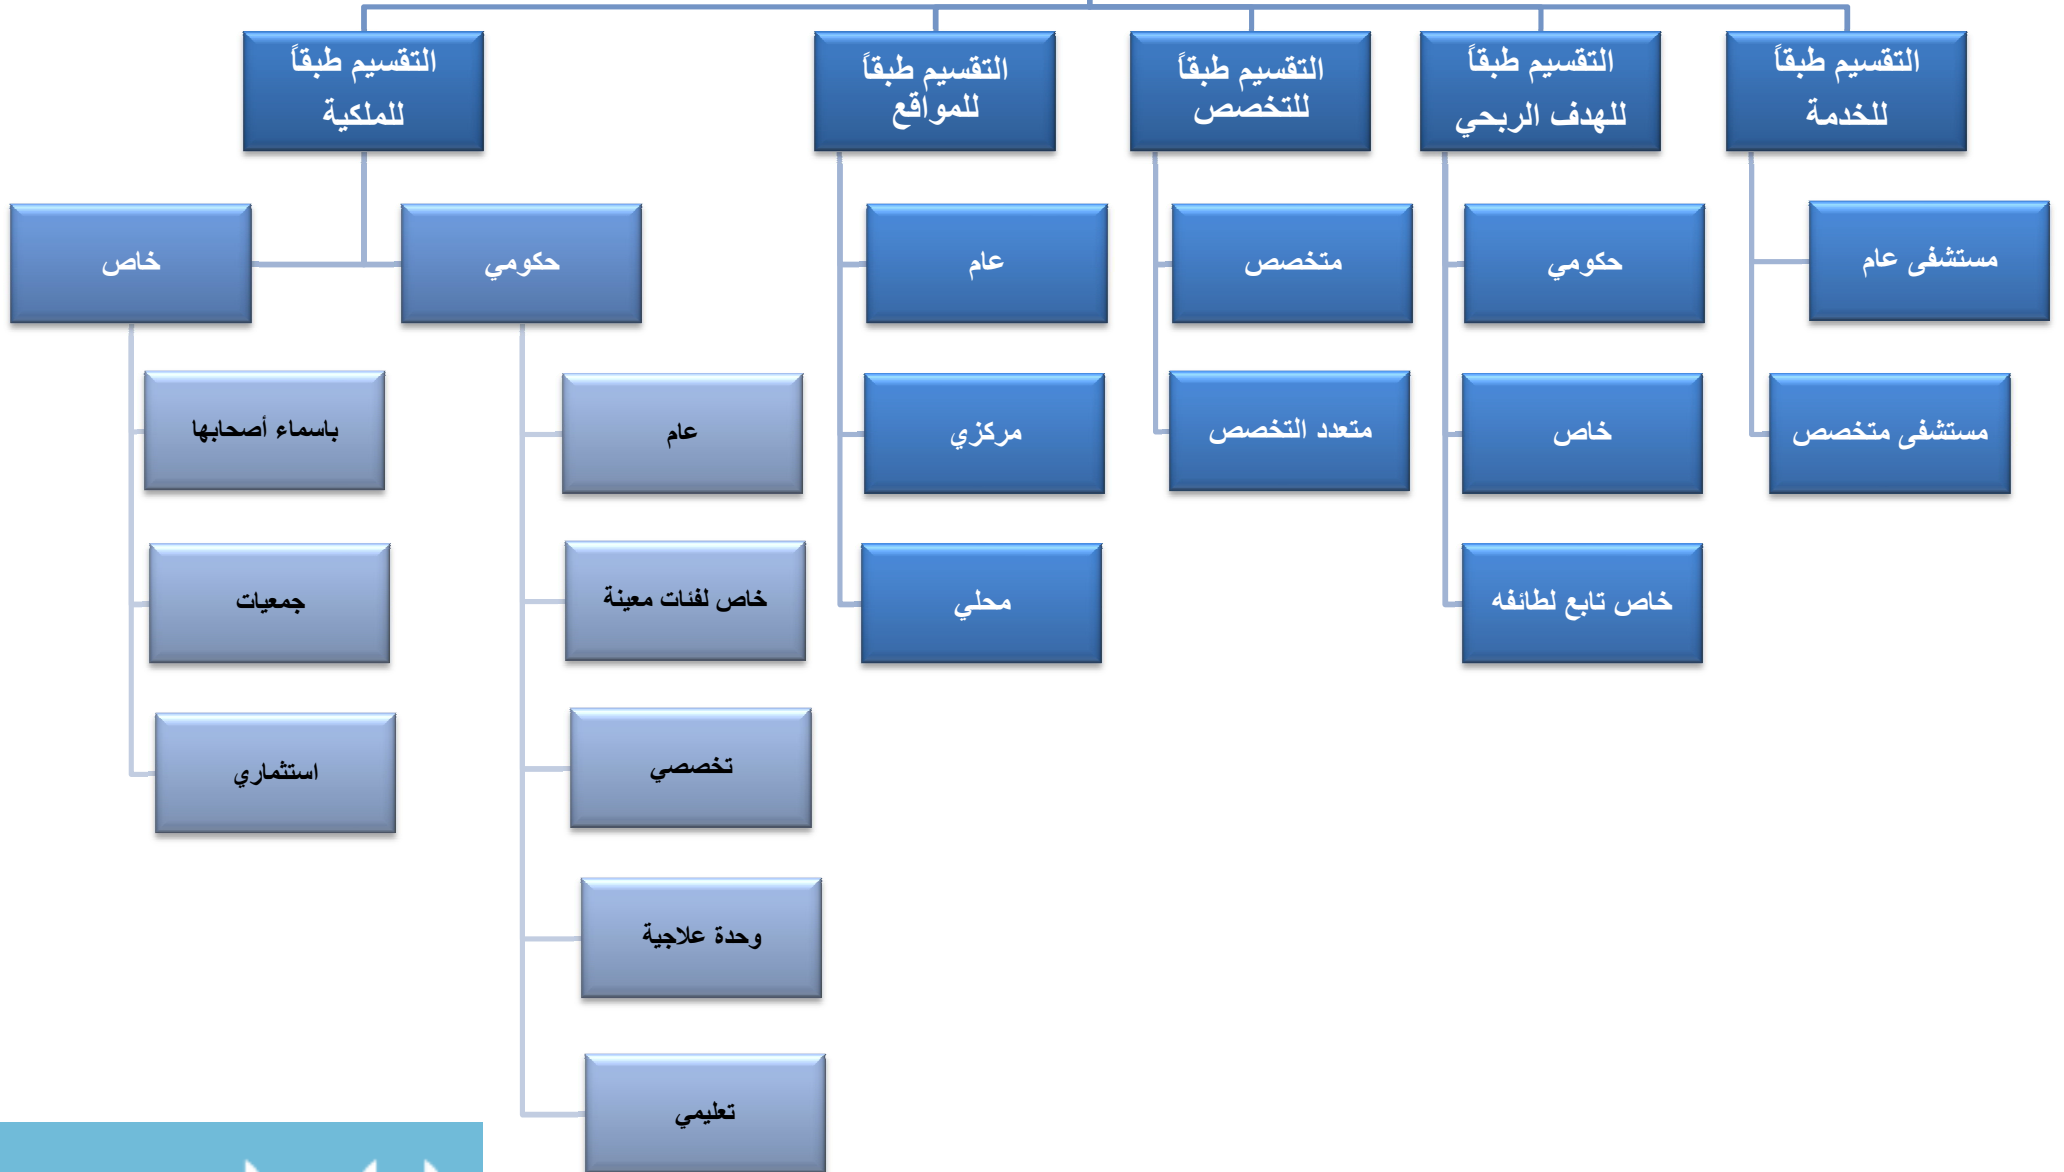 التقسيم طبقاً
للخدمة
التقسيم طبقاً
للهدف الربحي
التقسيم طبقاً
للتخصص
التقسيم طبقاً
للمواقع
التقسيم طبقاً
للملكية
مستشفى عام
مستشفى متخصص
حكومي
خاص
خاص تابع لطائفه
متخصص
متعدد التخصص
عام
مركزي
محلي
حكومي
عام
خاص لفئات معينة
تخصصي
وحدة علاجية
تعليمي
خاص
باسماء أصحابها
جمعيات
استثماري